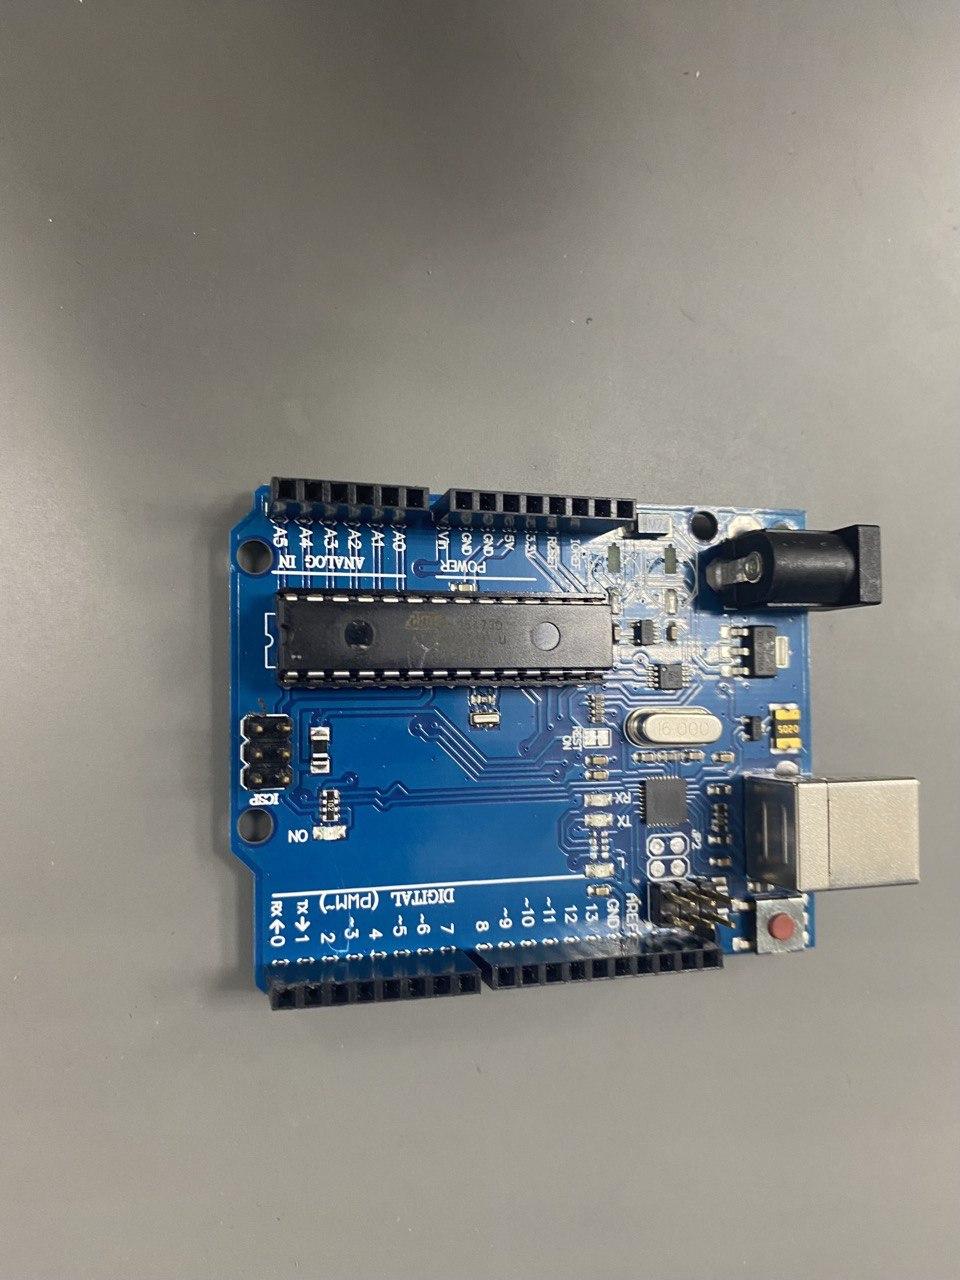 A5
A4
A3
A2
A1
A0
ANALOG IN
Vin
GND
GND
5V
3.3V
RESET
POWER
16.000
D205
ICSP
ON
RX
TX
L
JP2
DIGITAL (PWM~)
RX←0
TX→1
2
~3
4
~5
~6
7
8
~9
~10
~11
12
13
GND
AREF